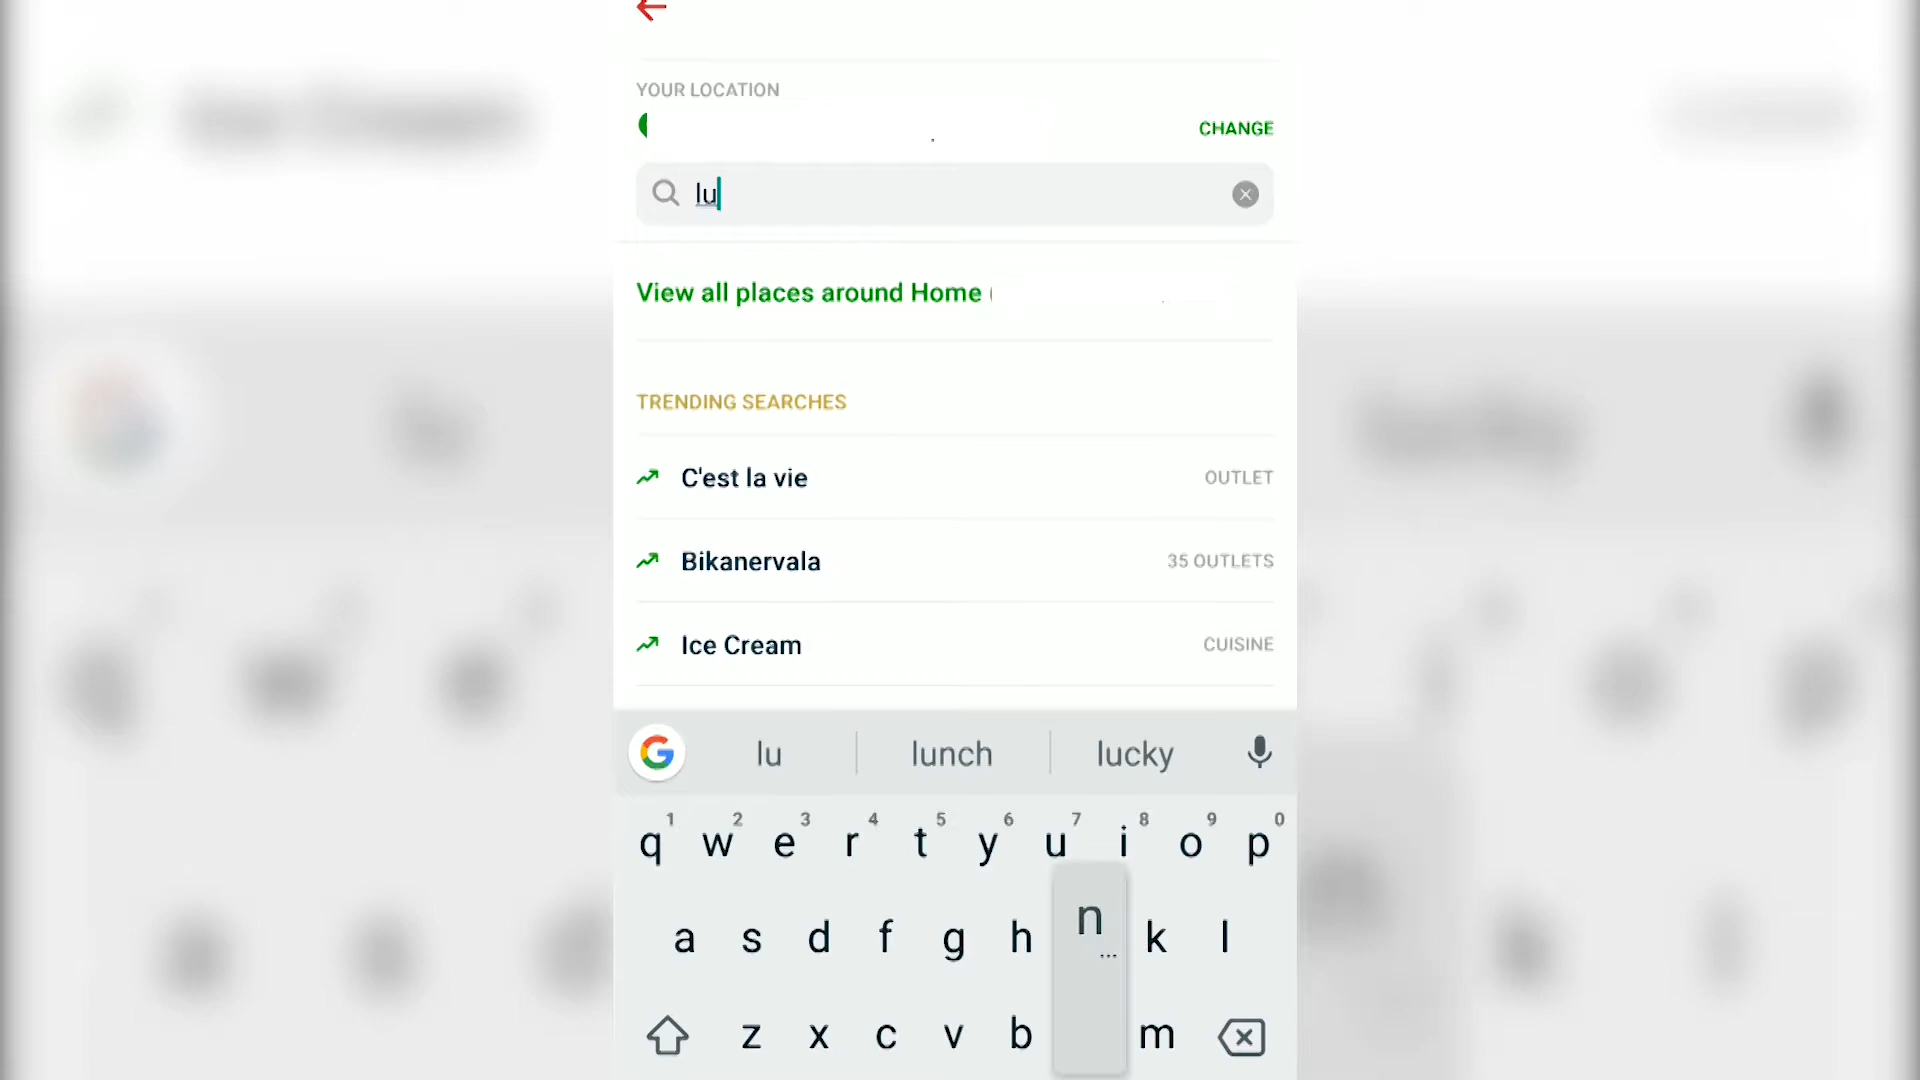 YOUR LOCATION
CHANGE
lu
View all places around Home (
TRENDING SEARCHES
C'est la vie OUTLET
Bikanervala 35 OUTLETS
Ice Cream CUISINE
G lu lunch lucky
1 2 3 4 5 6 7 8 9 0
q w e r t y u i o p
a s d f g h n k l
...
z x c v b m